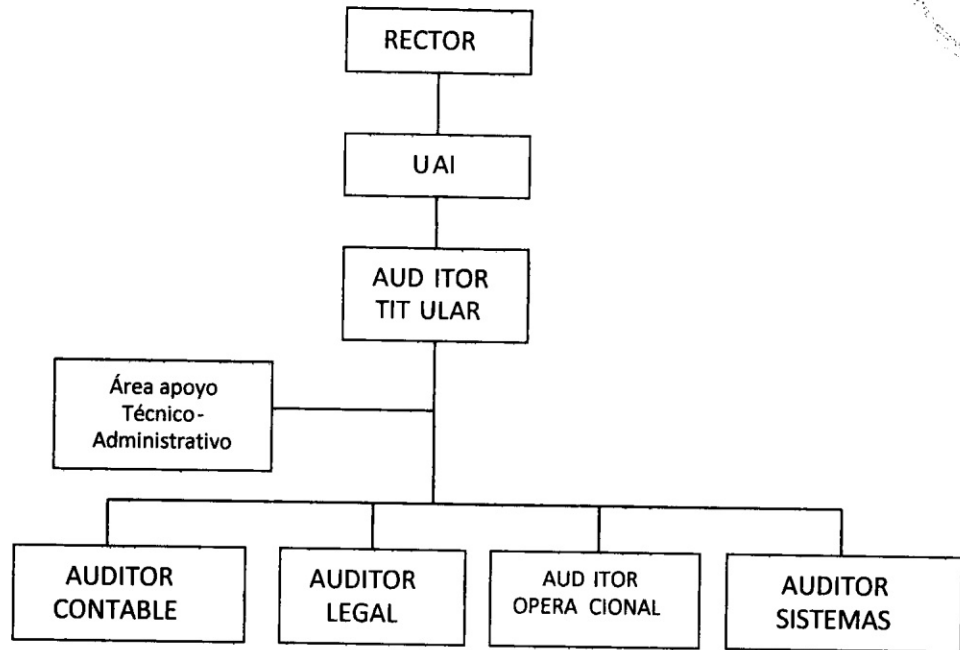 RECTOR
UAI
AUD ITOR
TIT ULAR
Área apoyo
Técnico-
Administrativo
AUDITOR
CONTABLE
AUDITOR
LEGAL
AUD ITOR
OPERA CIONAL
AUDITOR
SISTEMAS